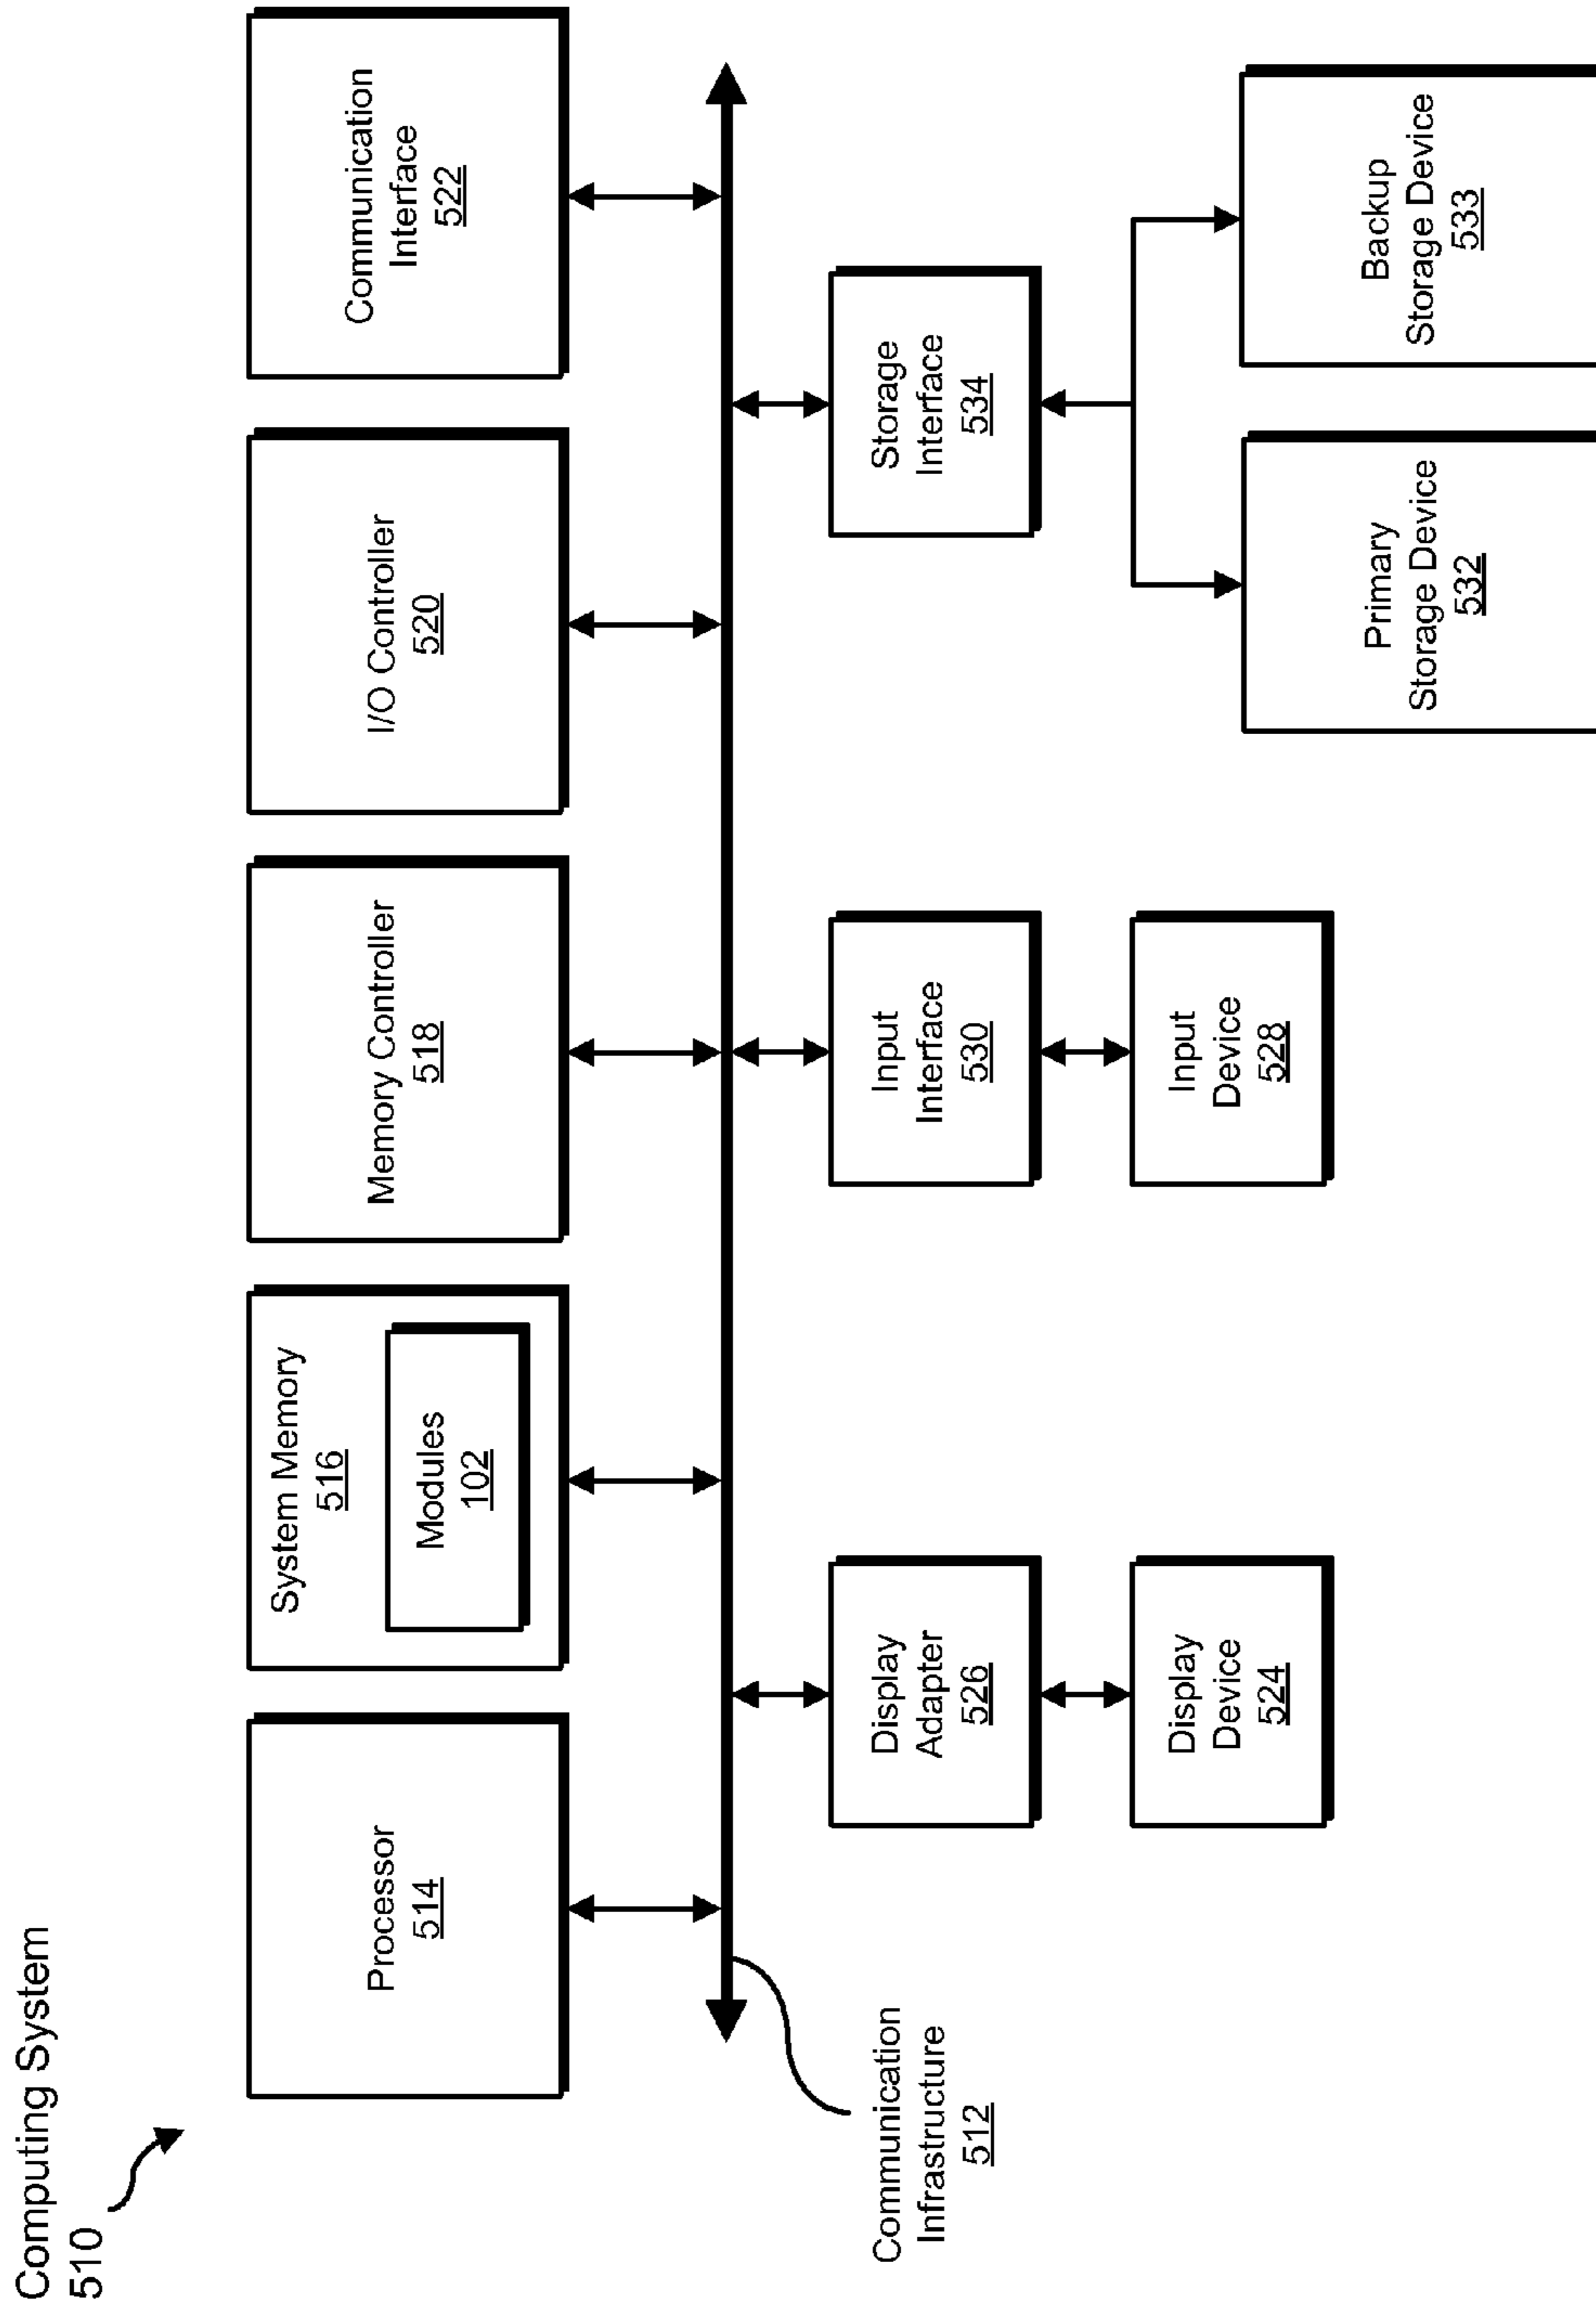 Computing System
510
Processor
514
System Memory
516
Modules
102
Memory Controller
518
I/O Controller
520
Communication
Interface
522
Communication
Infrastructure
512
Display
Adapter
526
Input
Interface
530
Storage
Interface
534
Display
Device
524
Input
Device
528
Primary
Storage Device
532
Backup
Storage Device
533